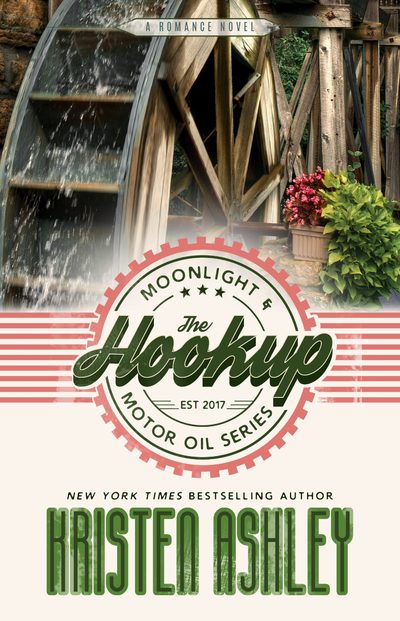 A ROMANCE NOVEL
MOONLIGHT &
The
Hookup
EST 2017
MOTOR OIL SERIES
NEW YORK TIMES BESTSELLING AUTHOR
KRISTEN ASHLEY